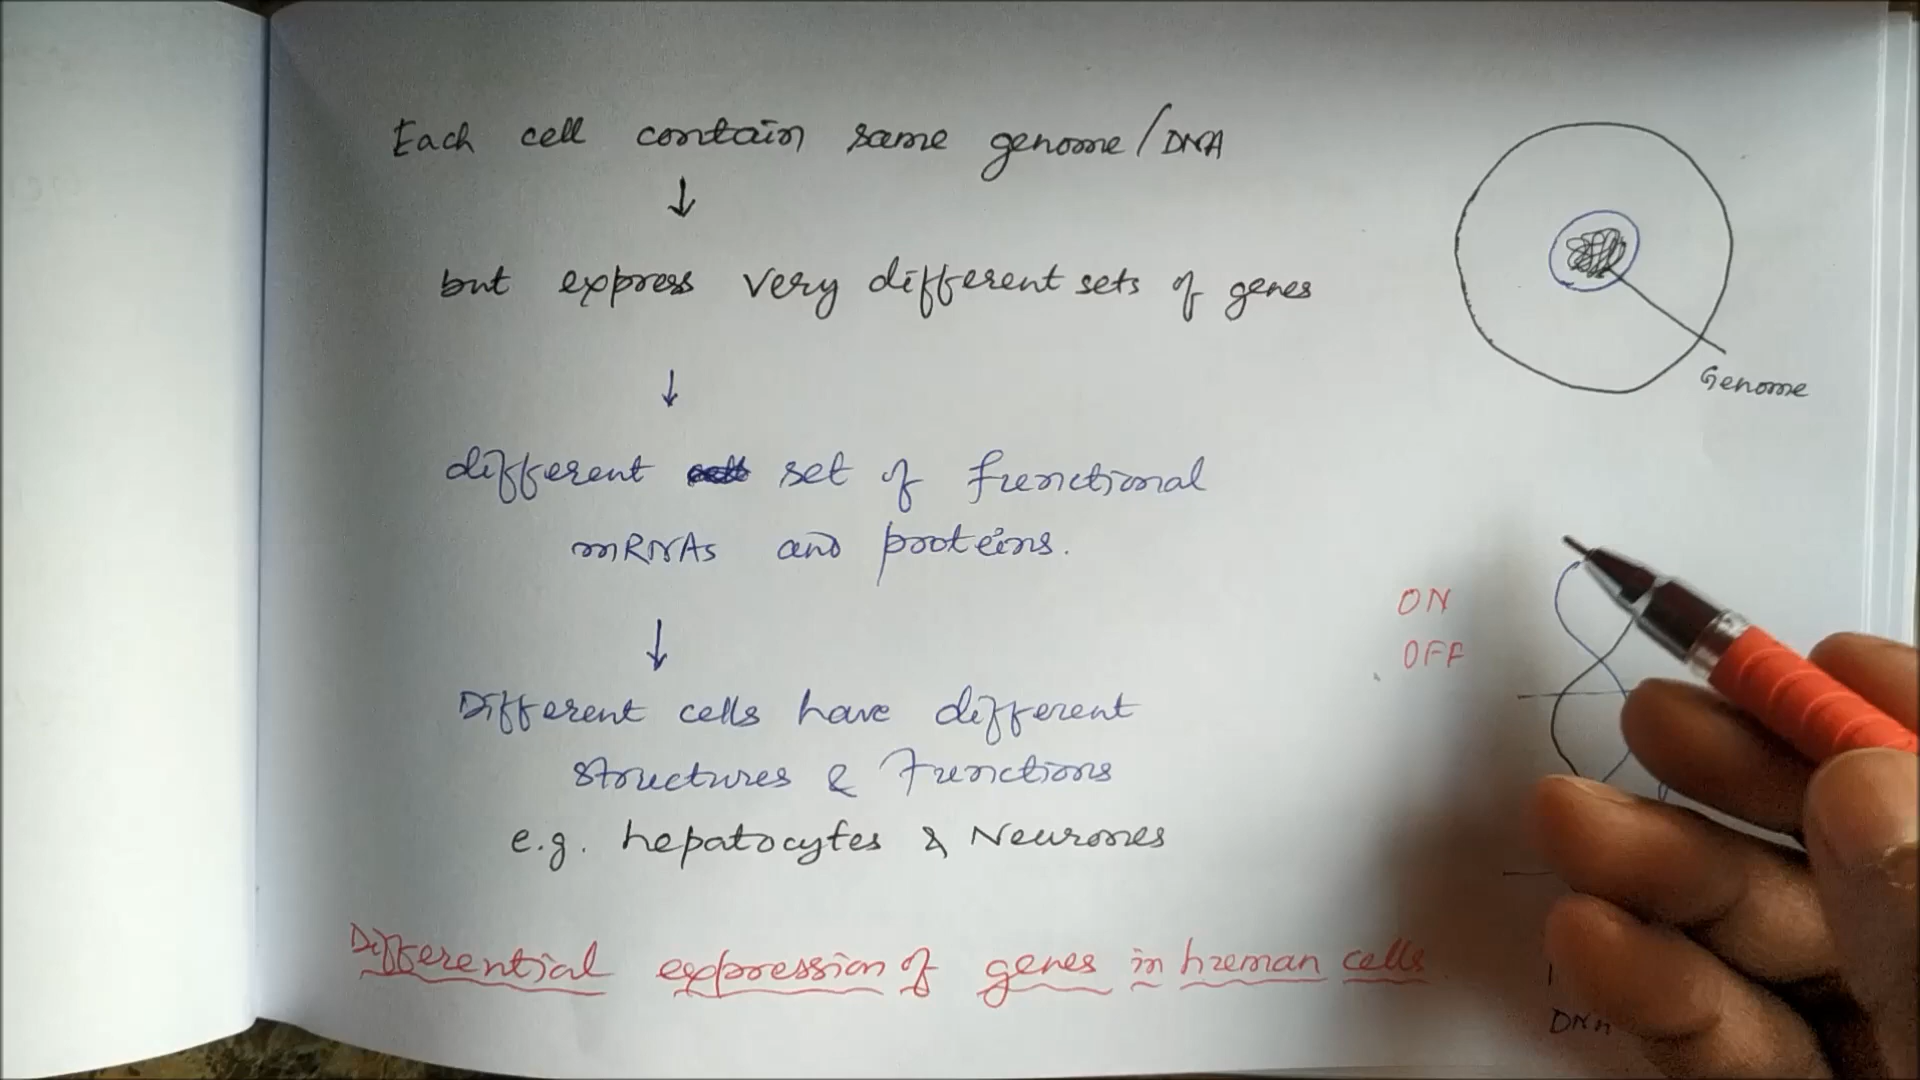 Each cell contain same genome/DNA
↓
but express very different sets of genes
↓
different set of functional
mRNAs and proteins.
↓
Different cells have different
structures & Functions
e.g. hepatocytes & Neurones
Differential expression of genes in human cells
Genome
ON
OFF